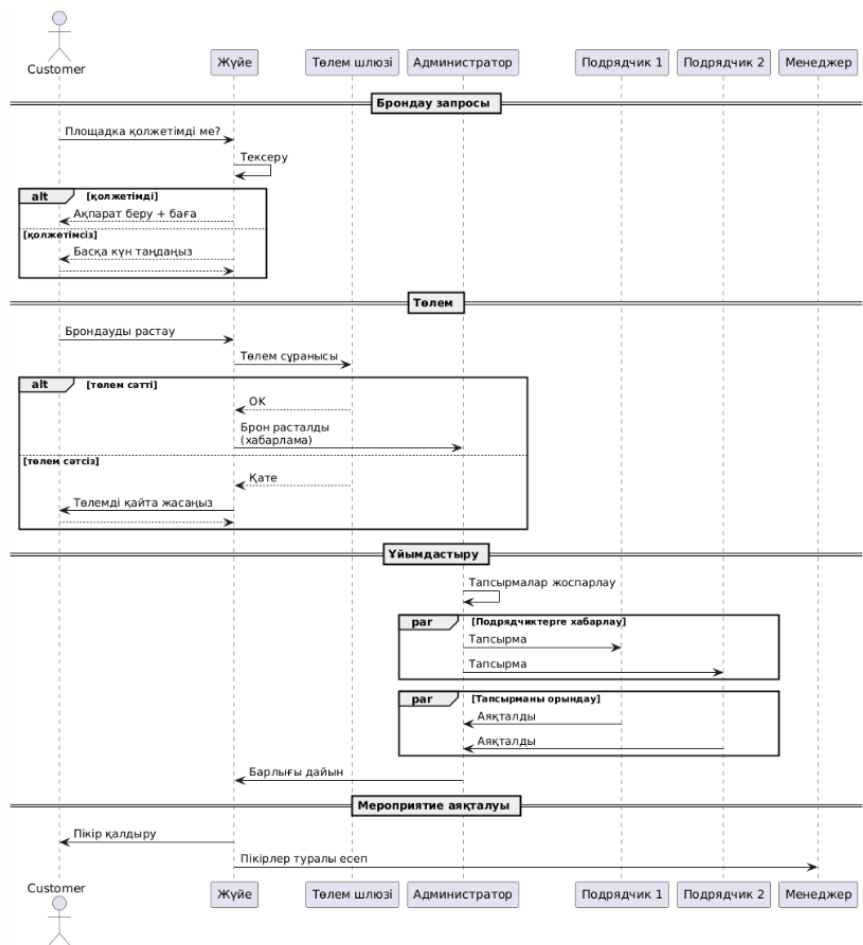 Customer
Жүйе
Төлем шлюзі
Администратор
Подрядчик 1
Подрядчик 2
Менеджер
Брондау запросы
Площадка қолжетімді ме?
Тексеру
alt [қолжетімді]
Ақпарат беру + баға
[қолжетімсіз]
Басқа күн таңдаңыз
Төлем
Брондауды растау
Төлем сұранысы
alt [төлем сәтті]
OK
Брон расталды
(хабарлама)
[төлем сәтсіз]
Қате
Төлемді қайта жасаңыз
Ұйымдастыру
Тапсырмалар жоспарлау
par [Подрядчиктерге хабарлау]
Тапсырма
Тапсырма
par [Тапсырманы орындау]
Аяқталды
Аяқталды
Барлығы дайын
Мероприятие аяқталуы
Пікір қалдыру
Пікірлер туралы есеп
Customer
Жүйе
Төлем шлюзі
Администратор
Подрядчик 1
Подрядчик 2
Менеджер